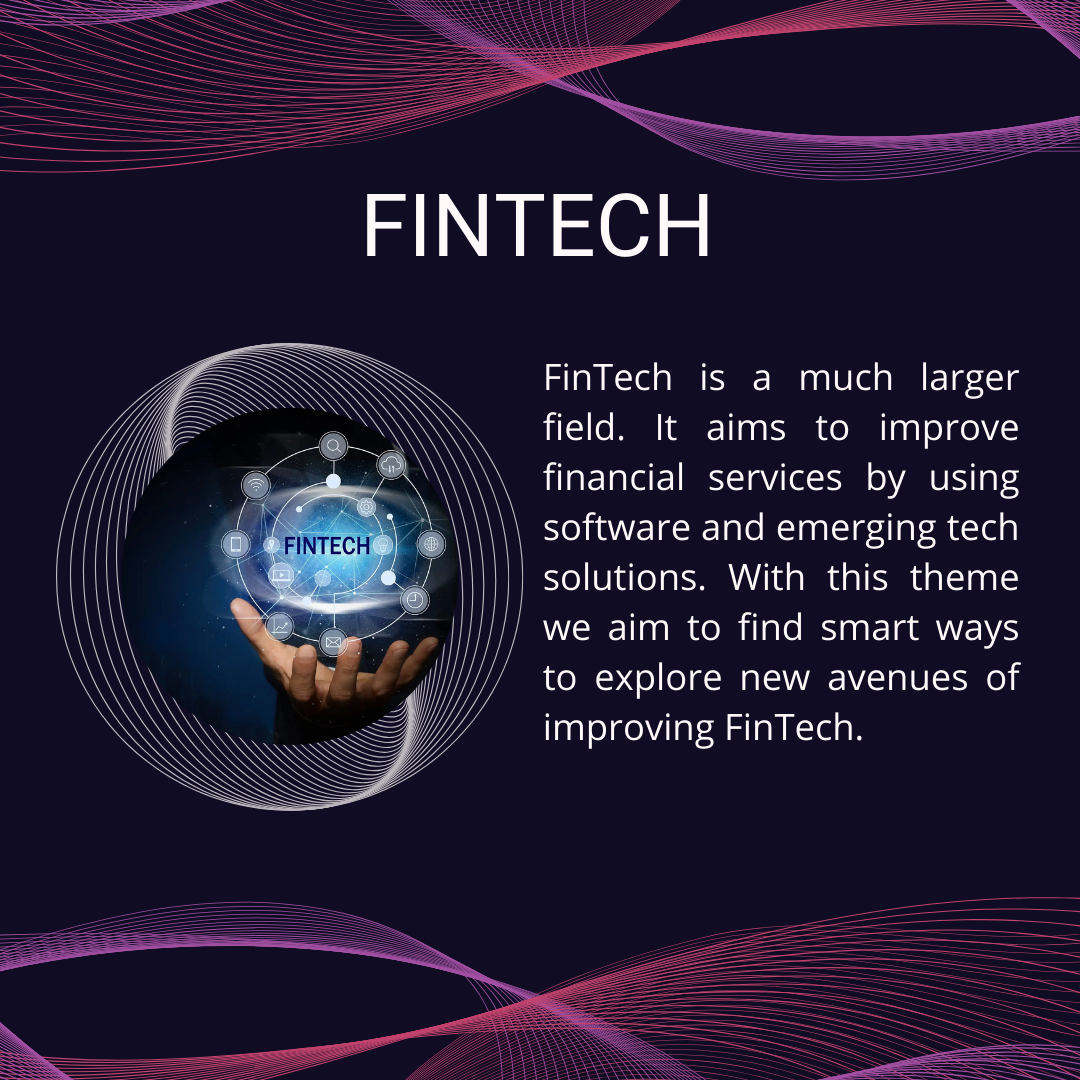 FINTECH
FINTECH
FinTech is a much larger
field. It aims to improve
financial services by using
software and emerging tech
solutions. With this theme
we aim to find smart ways
to explore new avenues of
improving FinTech.